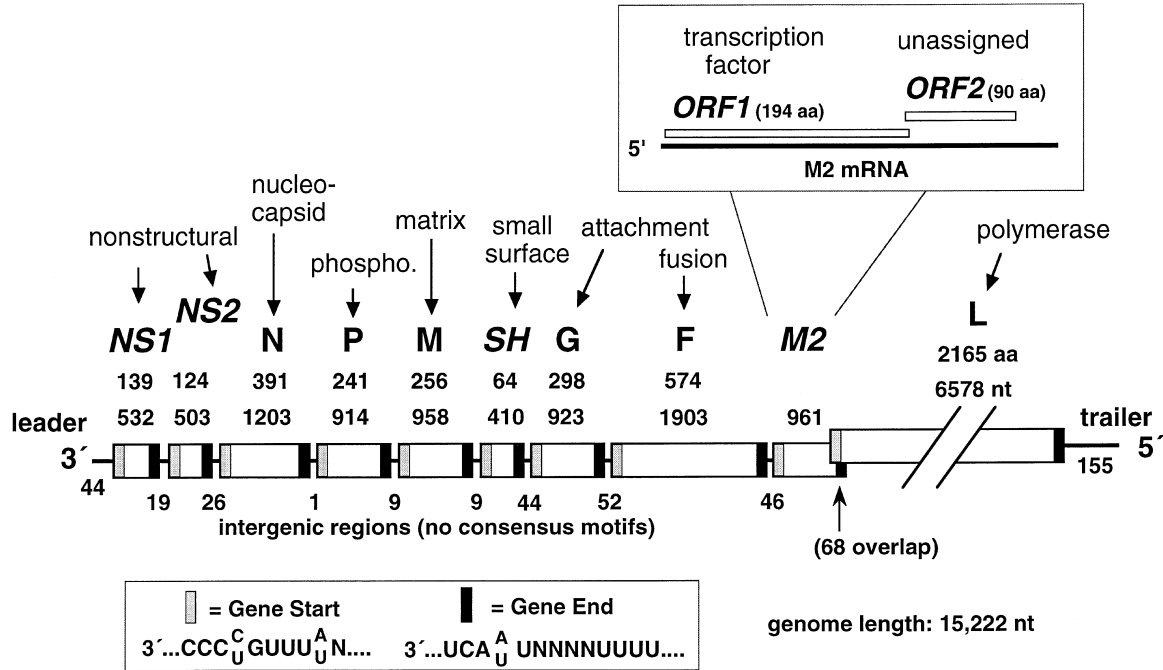 transcription
factor
unassigned
ORF1 (194 aa)
ORF2 (90 aa)
5'
M2 mRNA
nonstructural
nucleo-
capsid
phospho.
matrix
small
surface
attachment
fusion
polymerase
NS1 NS2 N P M SH G F M2 L
139 124 391 241 256 64 298 574 2165 aa
532 503 1203 914 958 410 923 1903 961 6578 nt
leader
trailer
3´
5´
44 19 26 1 9 9 44 52 46 155
intergenic regions (no consensus motifs)
(68 overlap)
= Gene Start
= Gene End
3´...CCC C U GUUU A U N....
3´...UCA A U UNNNNUUUU....
genome length: 15,222 nt